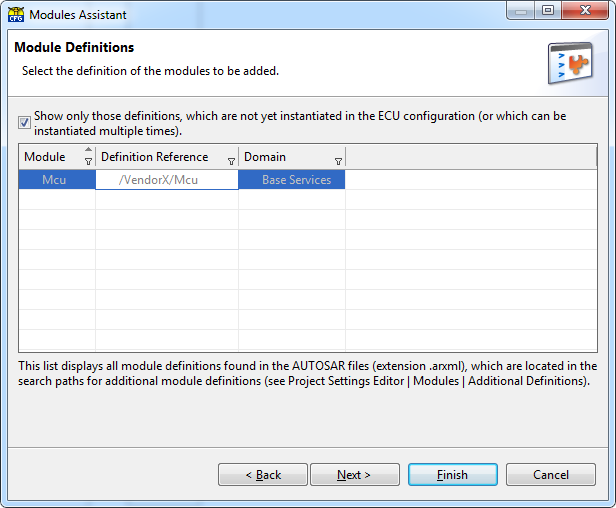 CFG Modules Assistant
Module Definitions
Select the definition of the modules to be added.
Show only those definitions, which are not yet instantiated in the ECU configuration (or which can be
instantiated multiple times).
Module Definition Reference Domain
Mcu /VendorX/Mcu Base Services
This list displays all module definitions found in the AUTOSAR files (extension .arxml), which are located in the
search paths for additional module definitions (see Project Settings Editor | Modules | Additional Definitions).
< Back Next > Finish Cancel